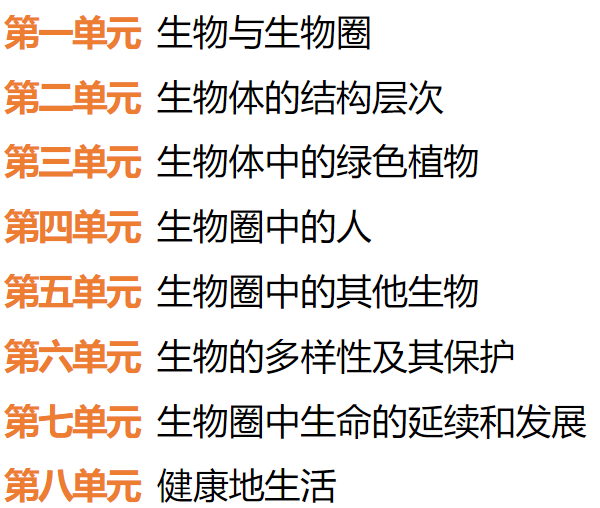 第一单元 生物与生物圈
第二单元 生物体的结构层次
第三单元 生物体中的绿色植物
第四单元 生物圈中的人
第五单元 生物圈中的其他生物
第六单元 生物的多样性及其保护
第七单元 生物圈中生命的延续和发展
第八单元 健康地生活